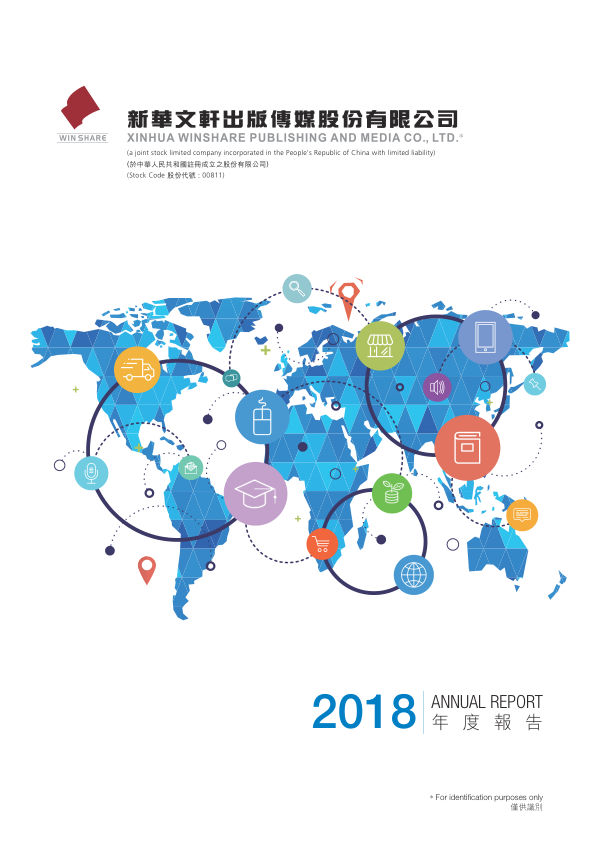 WIN SHARE
新華文軒出版傳媒股份有限公司
XINHUA WINSHARE PUBLISHING AND MEDIA CO., LTD.*
(a joint stock limited company incorporated in the People's Republic of China with limited liability)
(於中華人民共和國註冊成立之股份有限公司)
(Stock Code 股份代號 : 00811)
2018 ANNUAL REPORT
年度報告
* For identification purposes only
僅供識別